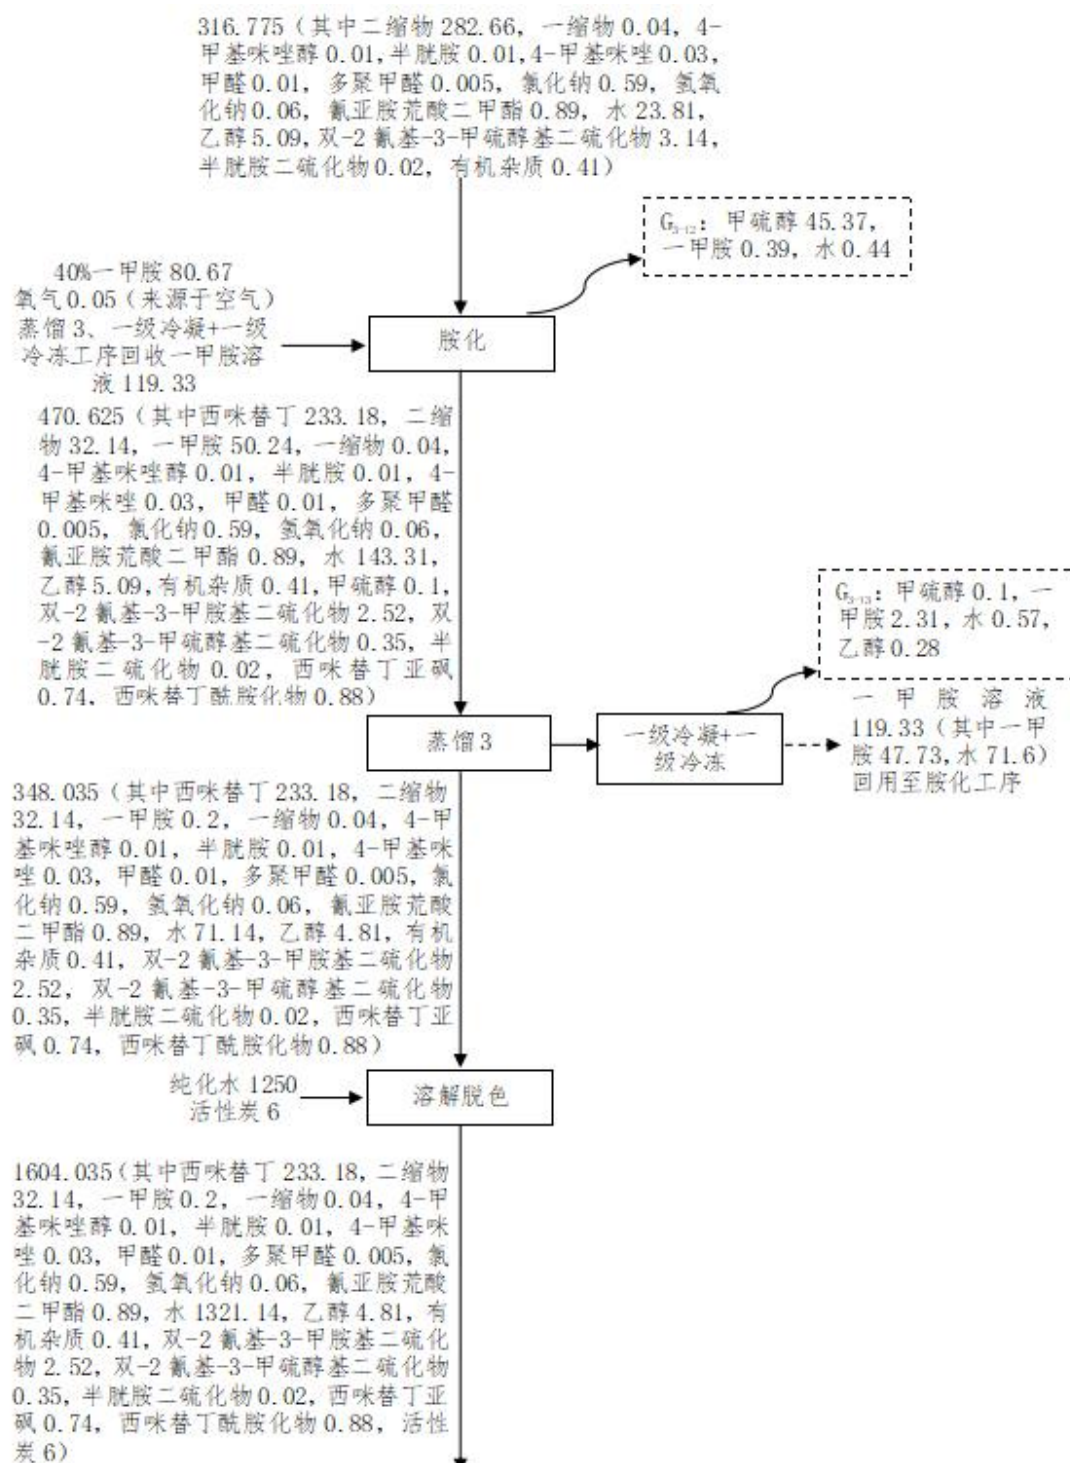 316.775（其中二缩物 282.66，一缩物 0.04，4-
甲基咪唑醇 0.01，半胱胺 0.01，4-甲基咪唑 0.03，
甲醛 0.01，多聚甲醛 0.005，氯化钠 0.59，氢氧
化钠 0.06，氰亚胺荒酸二甲酯 0.89，水 23.81，
乙醇 5.09，双-2 氰基-3-甲硫醇基二硫化物 3.14，
半胱胺二硫化物 0.02，有机杂质 0.41）
G3-12：甲硫醇 45.37，
一甲胺 0.39，水 0.44
40%一甲胺 80.67
氧气 0.05（来源于空气）
蒸馏 3、一级冷凝+一级
冷冻工序回收一甲胺溶
液 119.33
胺化
470.625（其中西咪替丁 233.18，二缩
物 32.14，一甲胺 50.24，一缩物 0.04，
4-甲基咪唑醇 0.01，半胱胺 0.01，4-
甲基咪唑 0.03，甲醛 0.01，多聚甲醛
0.005，氯化钠 0.59，氢氧化钠 0.06，
氰亚胺荒酸二甲酯 0.89，水 143.31，
乙醇 5.09，有机杂质 0.41，甲硫醇 0.1，
双-2 氰基-3-甲胺基二硫化物 2.52，双
-2 氰基-3-甲硫醇基二硫化物 0.35，半
胱胺二硫化物 0.02，西咪替丁亚砜
0.74，西咪替丁酰胺化物 0.88）
G3-13：甲硫醇 0.1，一
甲胺 2.31，水 0.57，
乙醇 0.28
蒸馏 3
一级冷凝+一
级冷冻
一甲胺溶液
119.33（其中一甲
胺 47.73，水 71.6）
回用至胺化工序
348.035（其中西咪替丁 233.18，二缩物
32.14，一甲胺 0.2，一缩物 0.04，4-甲
基咪唑醇 0.01，半胱胺 0.01，4-甲基咪
唑 0.03，甲醛 0.01，多聚甲醛 0.005，氯
化钠 0.59，氢氧化钠 0.06，氰亚胺荒酸
二甲酯 0.89，水 71.14，乙醇 4.81，有机
杂质 0.41，双-2 氰基-3-甲胺基二硫化物
2.52，双-2 氰基-3-甲硫醇基二硫化物
0.35，半胱胺二硫化物 0.02，西咪替丁亚
砜 0.74，西咪替丁酰胺化物 0.88）
纯化水 1250
活性炭 6
溶解脱色
1604.035（其中西咪替丁 233.18，二缩物
32.14，一甲胺 0.2，一缩物 0.04，4-甲
基咪唑醇 0.01，半胱胺 0.01，4-甲基咪
唑 0.03，甲醛 0.01，多聚甲醛 0.005，氯
化钠 0.59，氢氧化钠 0.06，氰亚胺荒酸
二甲酯 0.89，水 1321.14，乙醇 4.81，有
机杂质 0.41，双-2 氰基-3-甲胺基二硫化
物 2.52，双-2 氰基-3-甲硫醇基二硫化物
0.35，半胱胺二硫化物 0.02，西咪替丁亚
砜 0.74，西咪替丁酰胺化物 0.88，活性
炭 6）